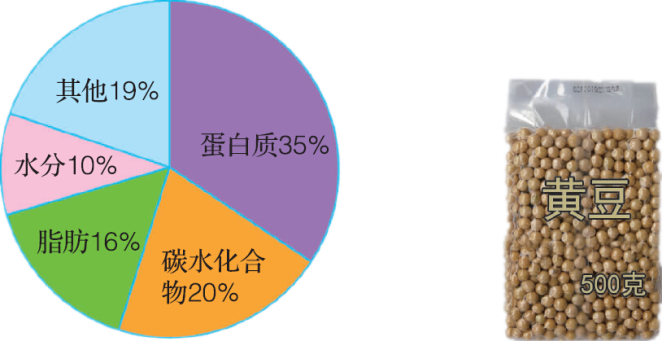 其他19%
蛋白质35%
水分10%
脂肪16%
碳水化合
物20%
黄豆
500克